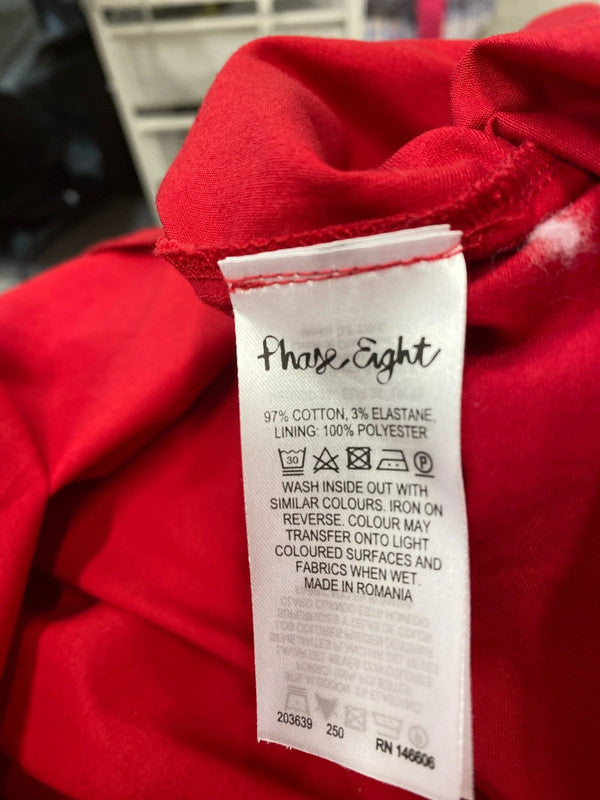 Phase Eight
97% COTTON, 3% ELASTANE,
LINING: 100% POLYESTER
30 P
WASH INSIDE OUT WITH
SIMILAR COLOURS. IRON ON
REVERSE. COLOUR MAY
TRANSFER ONTO LIGHT
COLOURED SURFACES AND
FABRICS WHEN WET.
MADE IN ROMANIA
203639 250 RN 146606